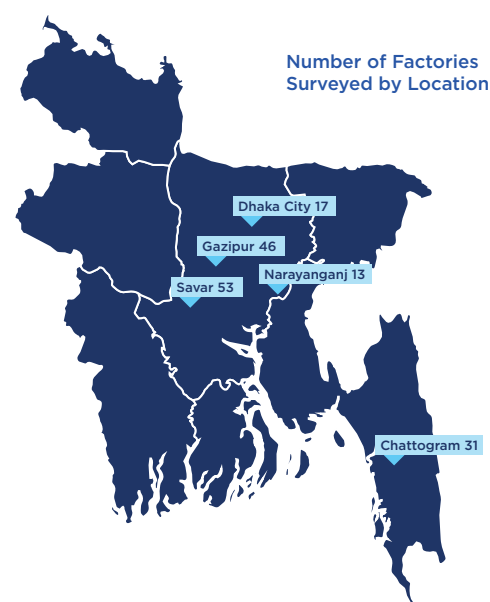 Number of Factories
Surveyed by Location
Dhaka City 17
Gazipur 46
Narayanganj 13
Savar 53
Chattogram 31